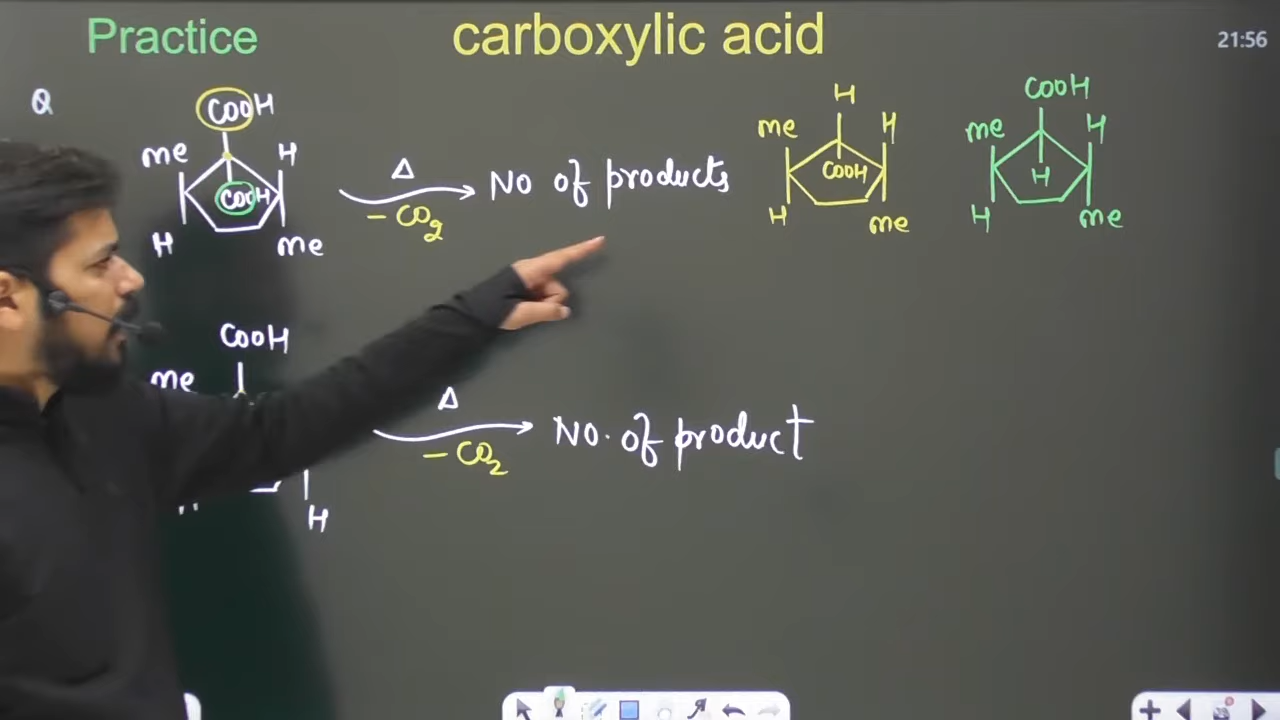 Practice
carboxylic acid
21:56
Q
COOH
me
H
COOH
H
me
Δ
- CO2
No of products
H
me
H
COOH
H
me
COOH
me
H
H
H
me
COOH
me
H
Δ
- CO2
No. of product